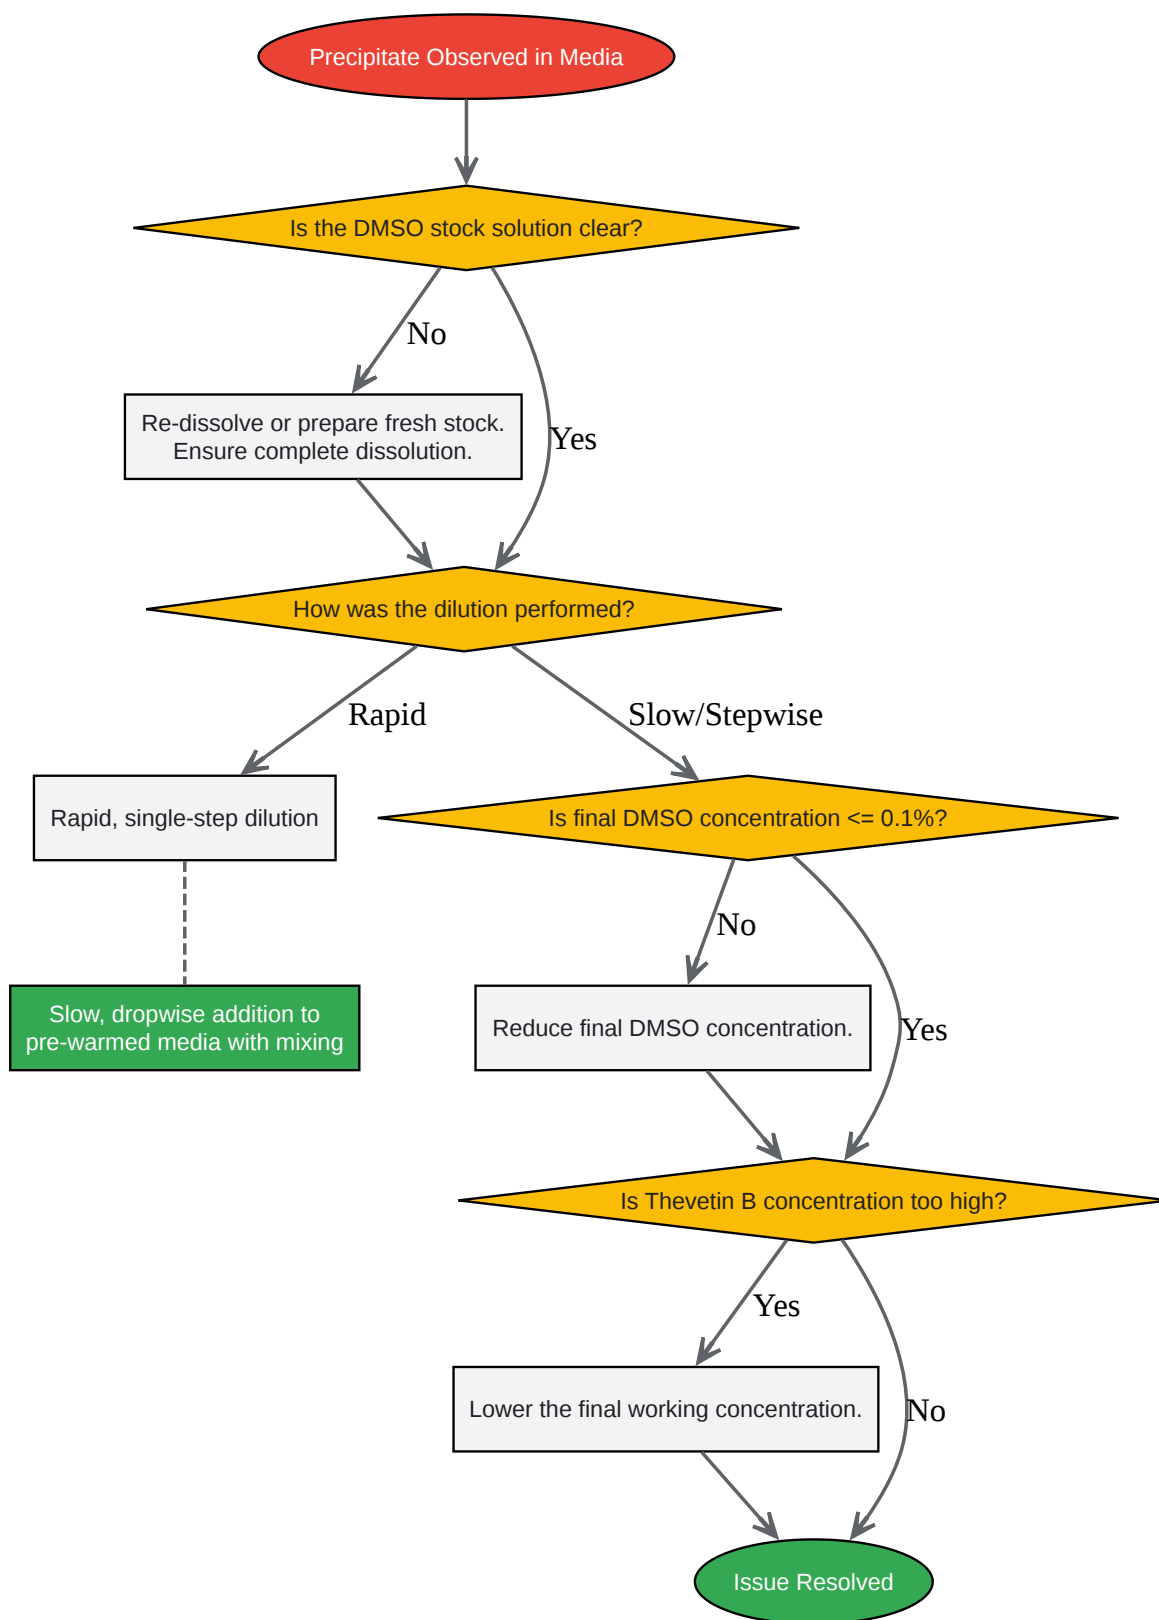 Precipitate Observed in Media
Is the DMSO stock solution clear?
No
Re-dissolve or prepare fresh stock.
Ensure complete dissolution.
Yes
How was the dilution performed?
Rapid
Slow/Stepwise
Rapid, single-step dilution
Is final DMSO concentration <= 0.1%?
No
Slow, dropwise addition to
pre-warmed media with mixing
Reduce final DMSO concentration.
Yes
Is Thevetin B concentration too high?
Yes
Lower the final working concentration.
No
Issue Resolved